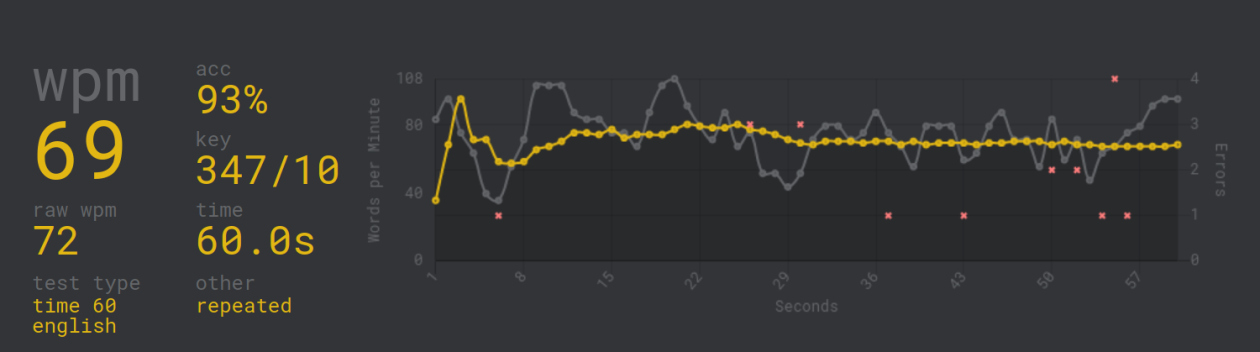 wpm
69
raw wpm
72
test type
time 60
english
acc
93%
key
347/10
time
60.0s
other
repeated
Words per Minute
108
80
40
0
1
8
15
22
29
36
43
50
57
Seconds
4
3
2
1
0
Errors